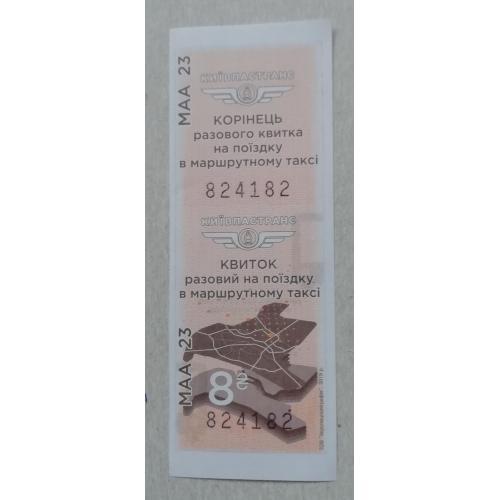 МАА 23
КИЇВПАСТРАНС
КОРІНЕЦЬ
разового квитка
на поїздку
в маршрутному таксі
824182
КИЇВПАСТРАНС
КВИТОК
разовий на поїздку
в маршрутному таксі
МАА 23
8
824182